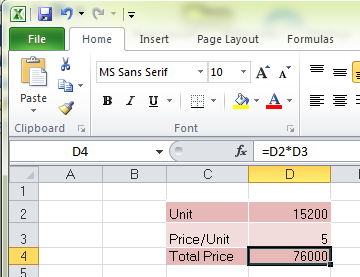 File Home Insert Page Layout Formulas
Paste
MS Sans Serif 10 A A
B I U A
Clipboard Font
D4 fx =D2*D3
A B C D
1
2 Unit 15200
3 Price/Unit 5
4 Total Price 76000
5